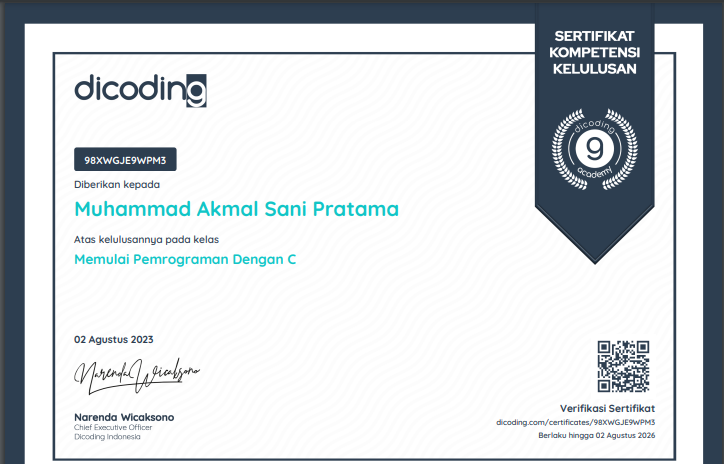 SERTIFIKAT
KOMPETENSI
KELULUSAN
dicoding
dicoding
g
academy
98XWGJE9WPM3
Diberikan kepada
Muhammad Akmal Sani Pratama
Atas kelulusannya pada kelas
Memulai Pemrograman Dengan C
02 Agustus 2023
Narenda Wicaksono
Narenda Wicaksono
Chief Executive Officer
Dicoding Indonesia
Verifikasi Sertifikat
dicoding.com/certificates/98XWGJE9WPM3
Berlaku hingga 02 Agustus 2026